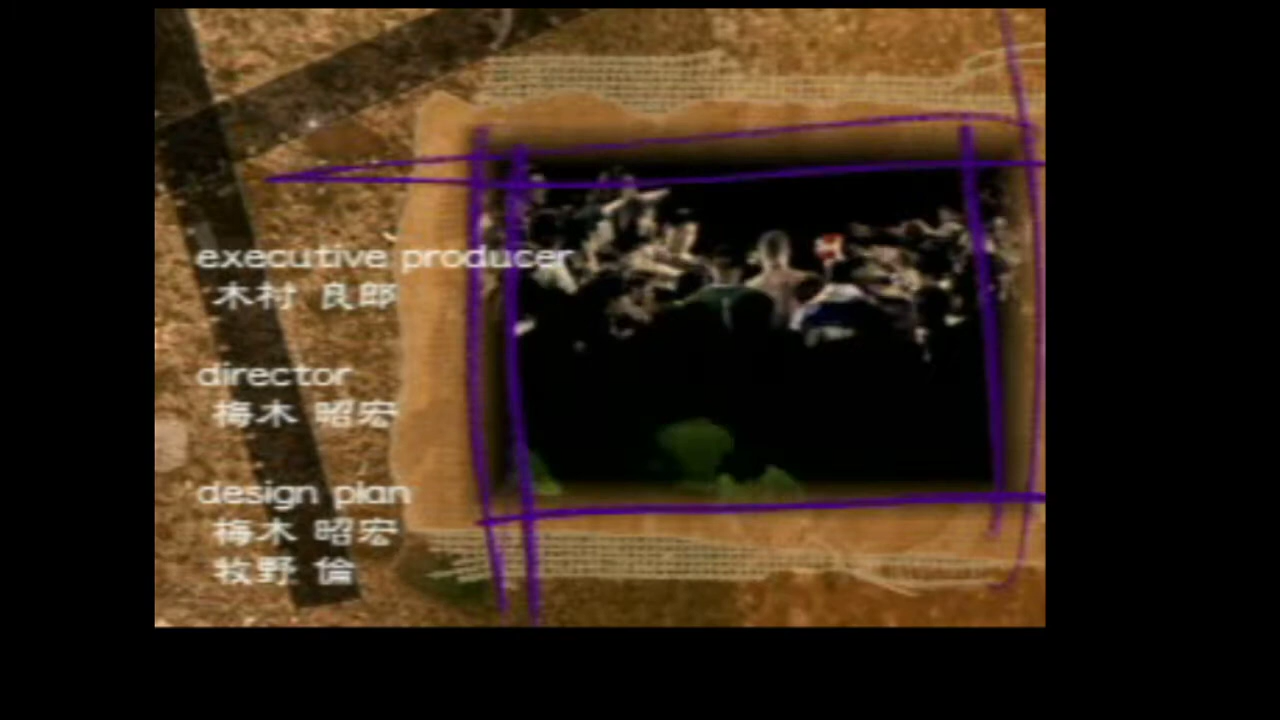 executive producer
木村 良郎
director
梅木 昭宏
design plan
梅木 昭宏
牧野 倫